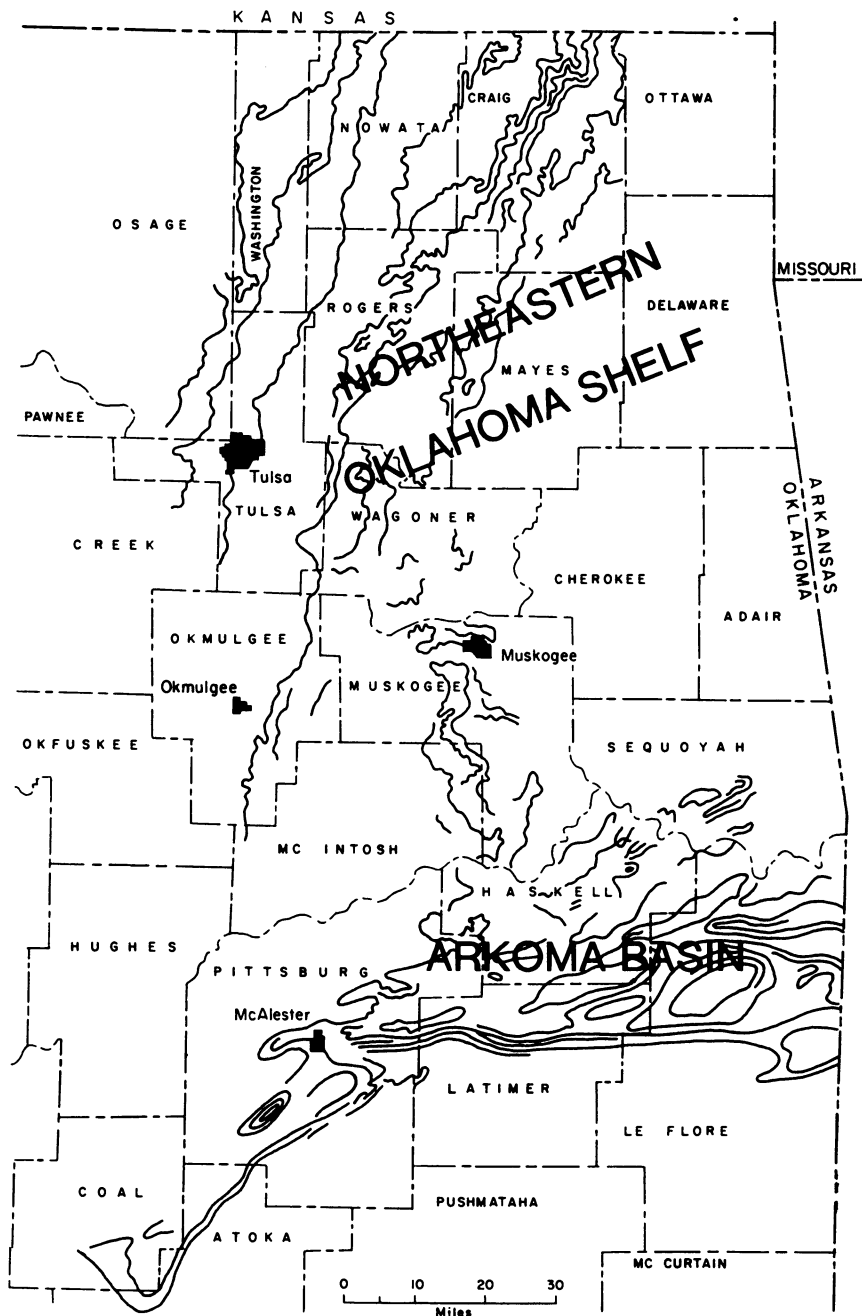 KANSAS
CRAIG
OTTAWA
NOWATA
WASHINGTON
OSAGE
MISSOURI
ROGERS
DELAWARE
NORTHEASTERN
OKLAHOMA SHELF
MAYES
PAWNEE
Tulsa
TULSA
WAGONER
ARKANSAS
OKLAHOMA
CREEK
CHEROKEE
ADAIR
OKMULGEE
Muskogee
Okmulgee
MUSKOGEE
OKFUSKEE
SEQUOYAH
MC INTOSH
HASKELL
HUGHES
ARKOMA BASIN
PITTSBURG
McAlester
LATIMER
LE FLORE
COAL
PUSHMATAHA
ATOKA
MC CURTAIN
0 10 20 30
Miles